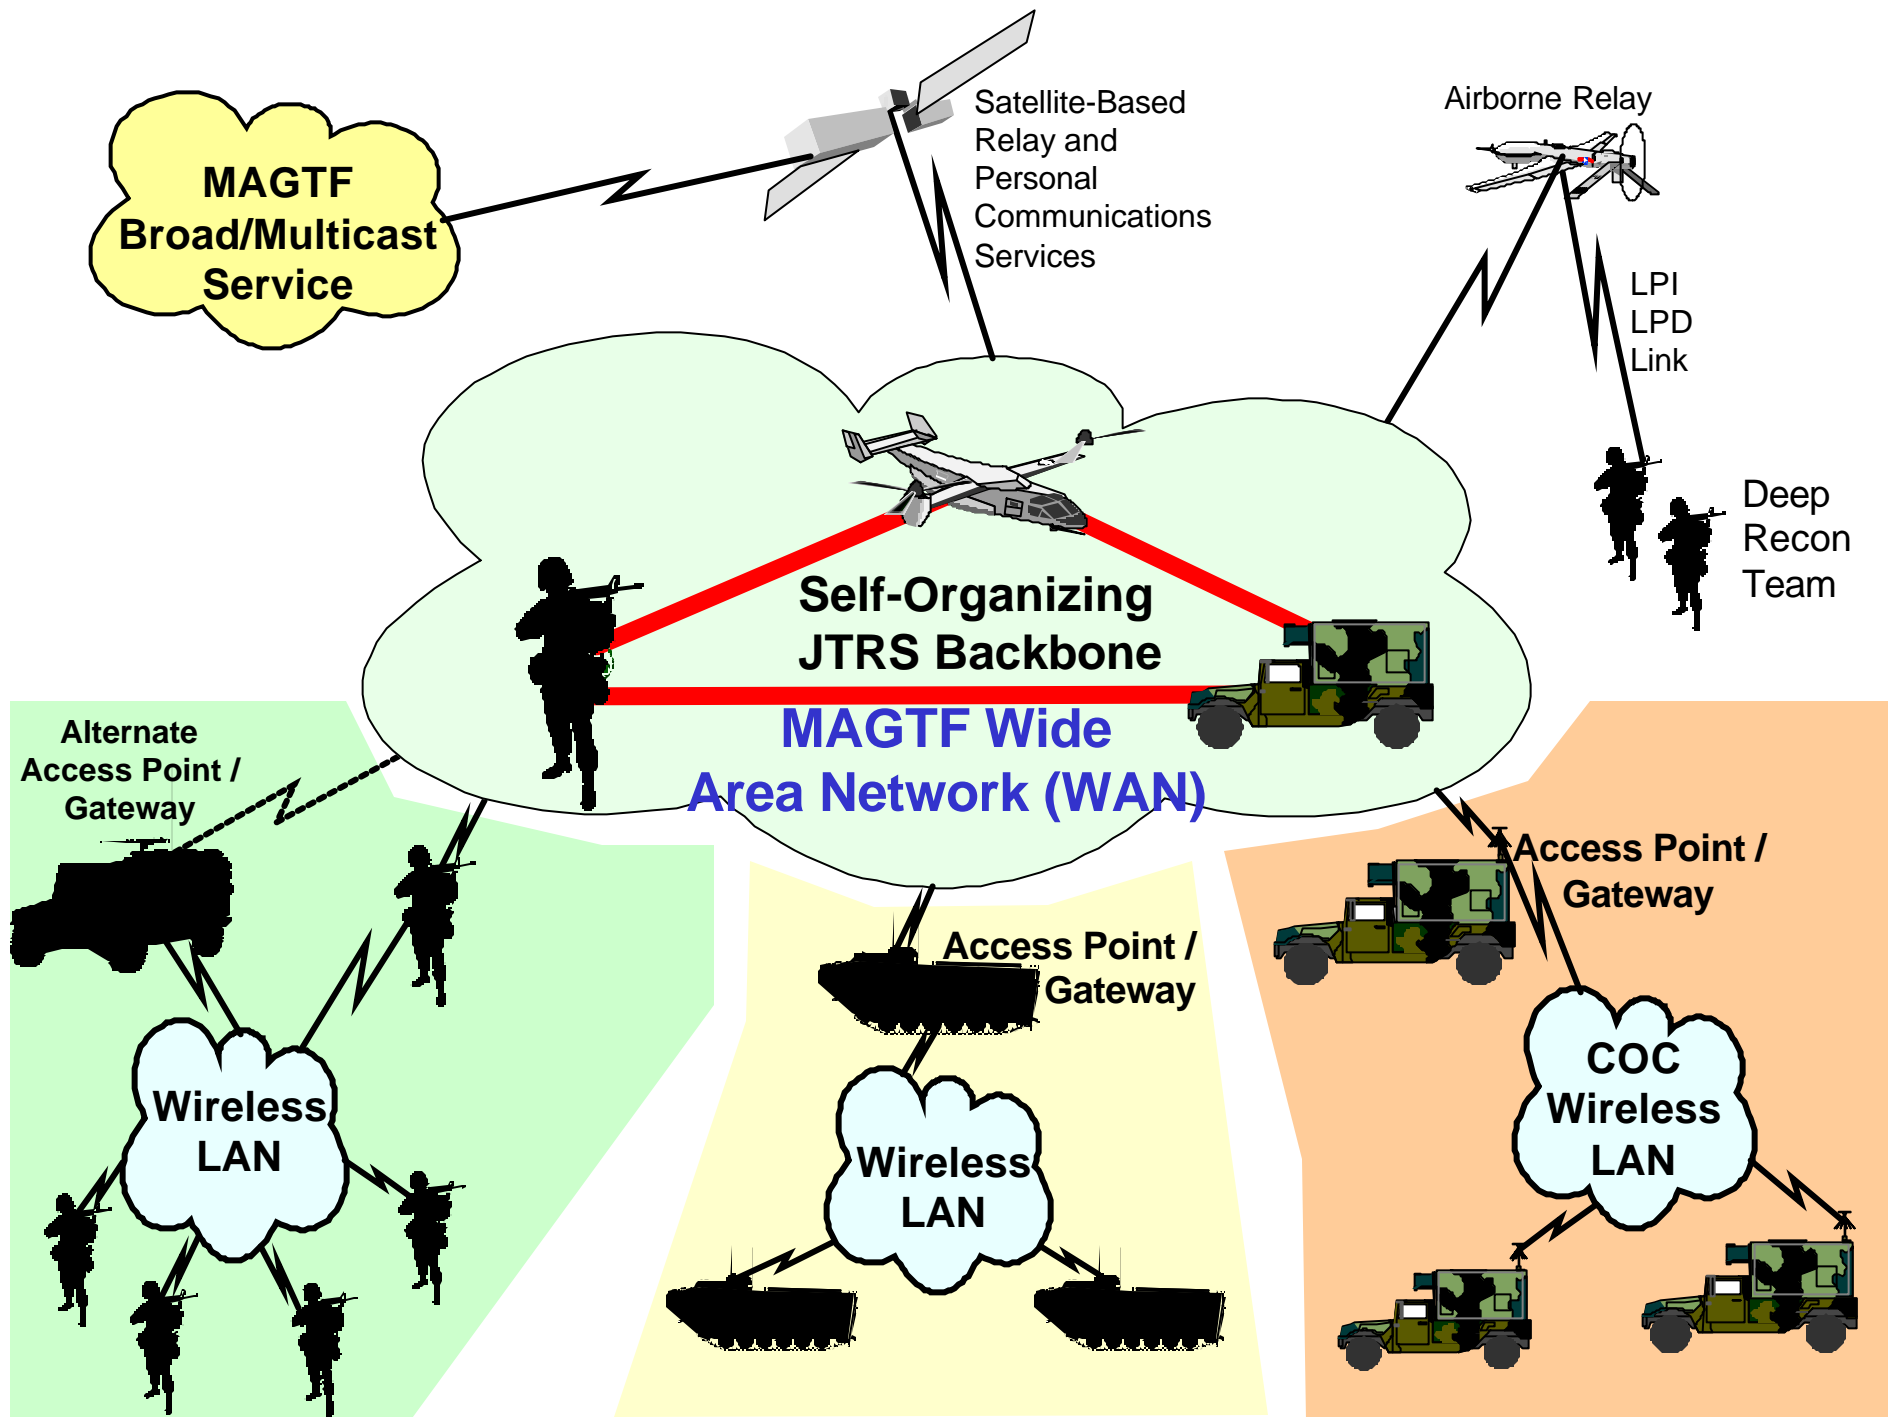 MAGTF
Broad/Multicast
Service
Satellite-Based
Relay and
Personal
Communications
Services
Airborne Relay
LPI
LPD
Link
Deep
Recon
Team
Self-Organizing
JTRS Backbone
MAGTF Wide
Area Network (WAN)
Alternate
Access Point /
Gateway
Access Point /
Gateway
Access Point /
Gateway
Wireless
LAN
Wireless
LAN
COC
Wireless
LAN